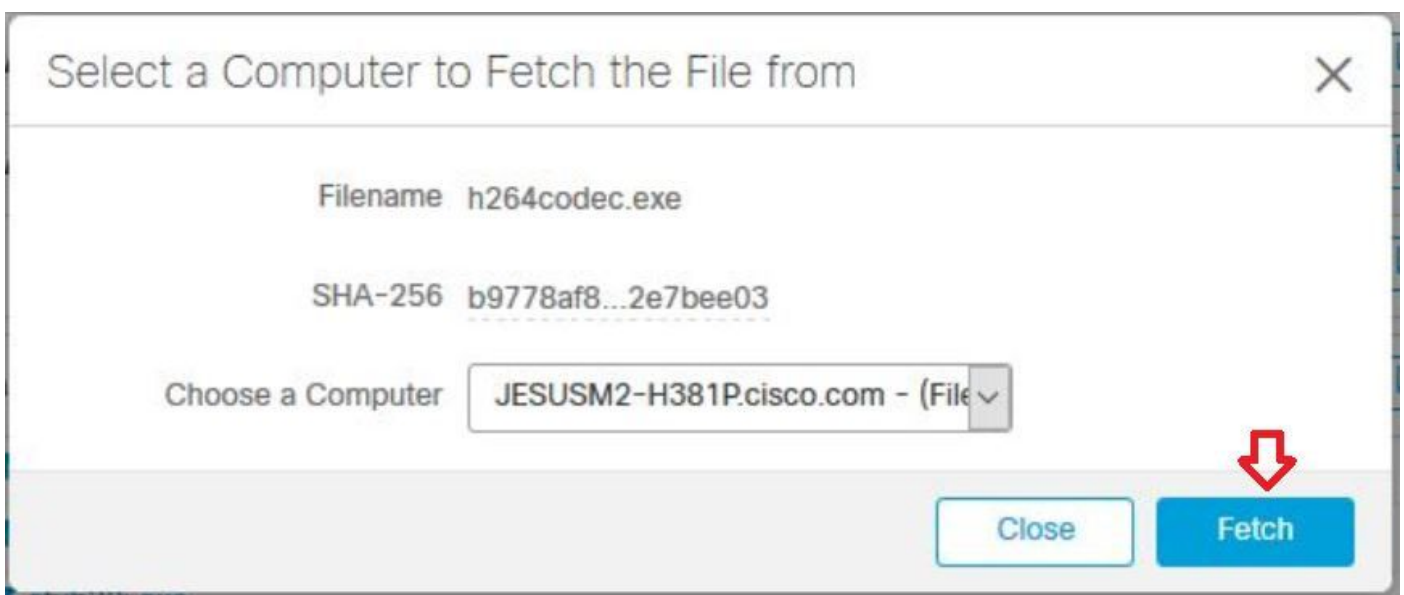 Select a Computer to Fetch the File from
Filename h264codec.exe
SHA-256 b9778af8...2e7bee03
Choose a Computer JESUSM2-H381P.cisco.com - (File
Close Fetch